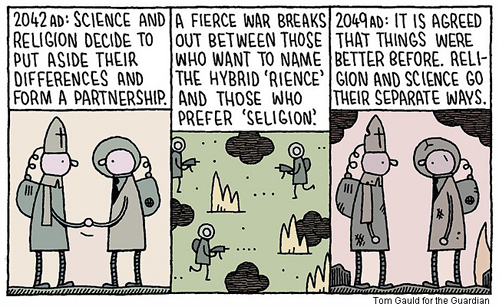 2042 AD: SCIENCE AND
RELIGION DECIDE TO
PUT ASIDE THEIR
DIFFERENCES AND
FORM A PARTNERSHIP.
A FIERCE WAR BREAKS
OUT BETWEEN THOSE
WHO WANT TO NAME
THE HYBRID 'RIENCE'
AND THOSE WHO
PREFER 'SELIGION'.
2049 AD: IT IS AGREED
THAT THINGS WERE
BETTER BEFORE. RELI-
GION AND SCIENCE GO
THEIR SEPARATE WAYS.
Tom Gauld for the Guardian